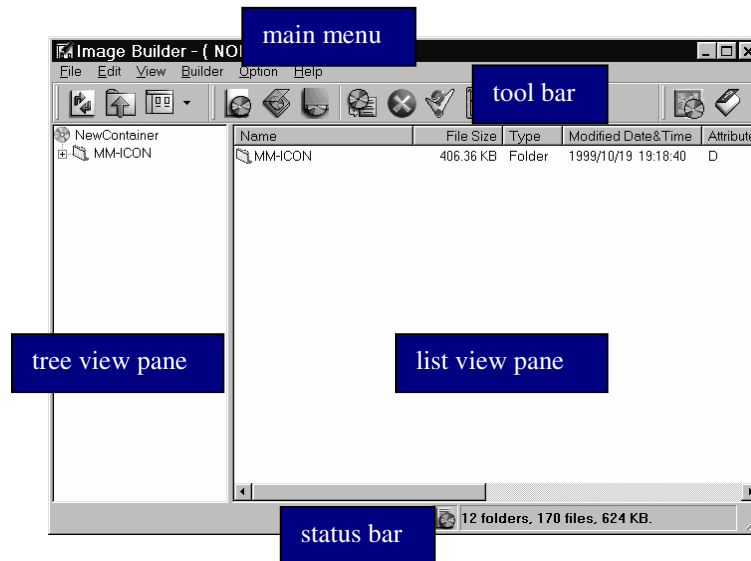 main menu
Image Builder - ( NO
File Edit View Builder Option Help
tool bar
NewContainer
MM-ICON
Name File Size Type Modified Date&Time Attribute
MM-ICON 406.36 KB Folder 1999/10/19 19:18:40 D
tree view pane
list view pane
12 folders, 170 files, 624 KB.
status bar